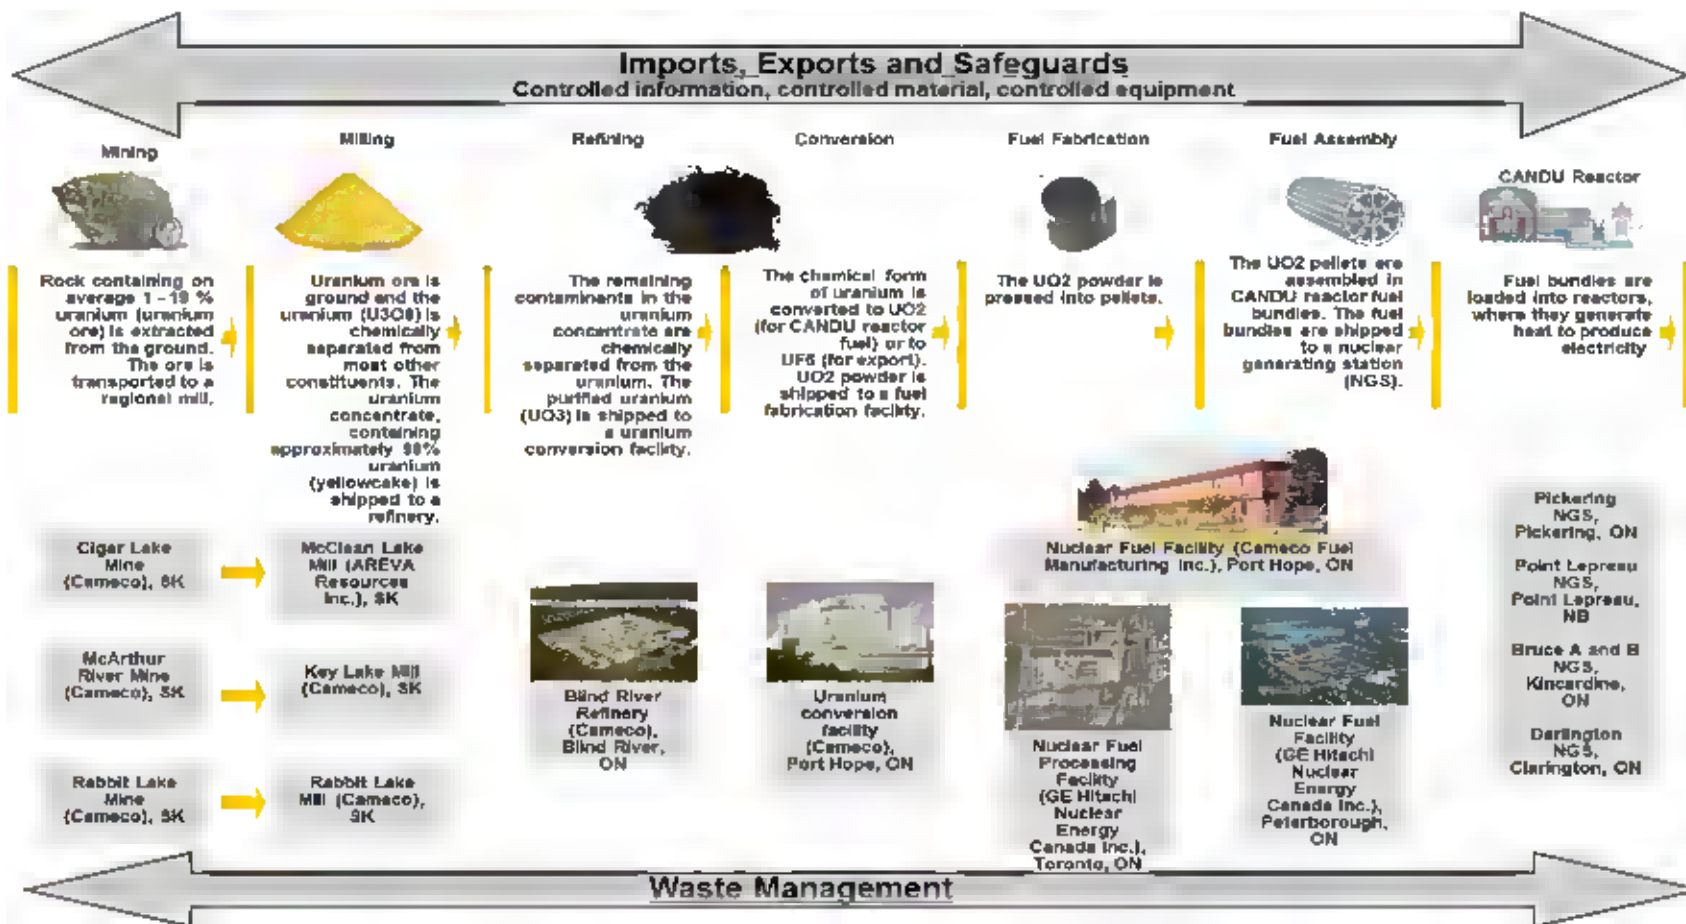 Imports, Exports and Safeguards
Controlled information, controlled material, controlled equipment
Mining
Rock containing on
average 1 - 19 %
uranium (uranium
ore) is extracted
from the ground.
The ore is
transported to a
regional mill.
Milling
Uranium ore is
ground and the
uranium (U3O8) is
chemically
separated from
most other
constituents. The
uranium
concentrate,
containing
approximately
uranium
(yellowcake) is
shipped to a
refinery.
Refining
The remaining
contaminants in the
uranium
concentrate are
chemically
separated from the
uranium. The
purified uranium
(UO3) is shipped to
a uranium
conversion facility.
Conversion
The chemical form
of uranium is
converted to UO2
(for CANDU reactor
fuel) or to
UF6 (for export).
UO2 powder is
shipped to a fuel
fabrication facility.
Fuel Fabrication
The UO2 powder is
pressed into pellets.
Fuel Assembly
The UO2 pellets are
assembled in
CANDU reactor fuel
bundles. The fuel
bundles are shipped
to a nuclear
generating station
(NGS).
CANDU Reactor
Fuel bundles are
loaded into reactors,
where they generate
heat to produce
electricity
Cigar Lake
Mine
(Cameco), SK
McClean Lake
Mill (AREVA
Resources
Inc.), SK
McArthur
River Mine
(Cameco), SK
Key Lake Mill
(Cameco), SK
Rabbit Lake
Mine
(Cameco), SK
Rabbit Lake
Mill (Cameco),
SK
Blind River
Refinery
(Cameco),
Blind River,
ON
Uranium
conversion
facility
(Cameco),
Port Hope, ON
Nuclear Fuel Facility (Cameco Fuel
Manufacturing Inc.), Port Hope, ON
Nuclear Fuel
Processing
Facility
(GE Hitachi
Nuclear
Energy
Canada Inc.),
Toronto, ON
Nuclear Fuel
Facility
(GE Hitachi
Nuclear
Energy
Canada Inc.),
Peterborough,
ON
Pickering
NGS,
Pickering, ON
Point Lepreau
NGS,
Point Lepreau,
NB
Bruce A and B
NGS,
Kincardine,
ON
Darlington
NGS,
Clarington, ON
Waste Management